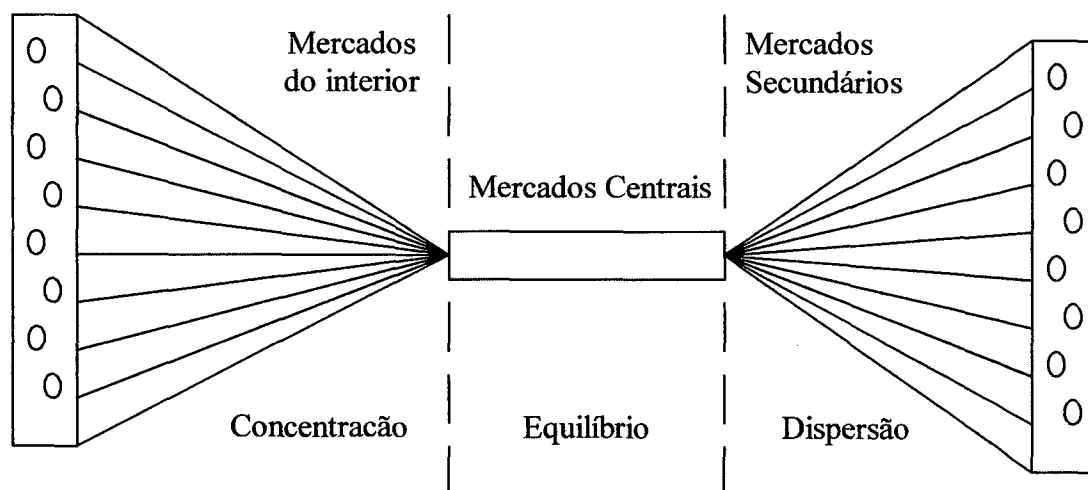 Mercados
do interior
Mercados
Secundários
Mercados Centrais
Concentracão
Equilíbrio
Dispersão